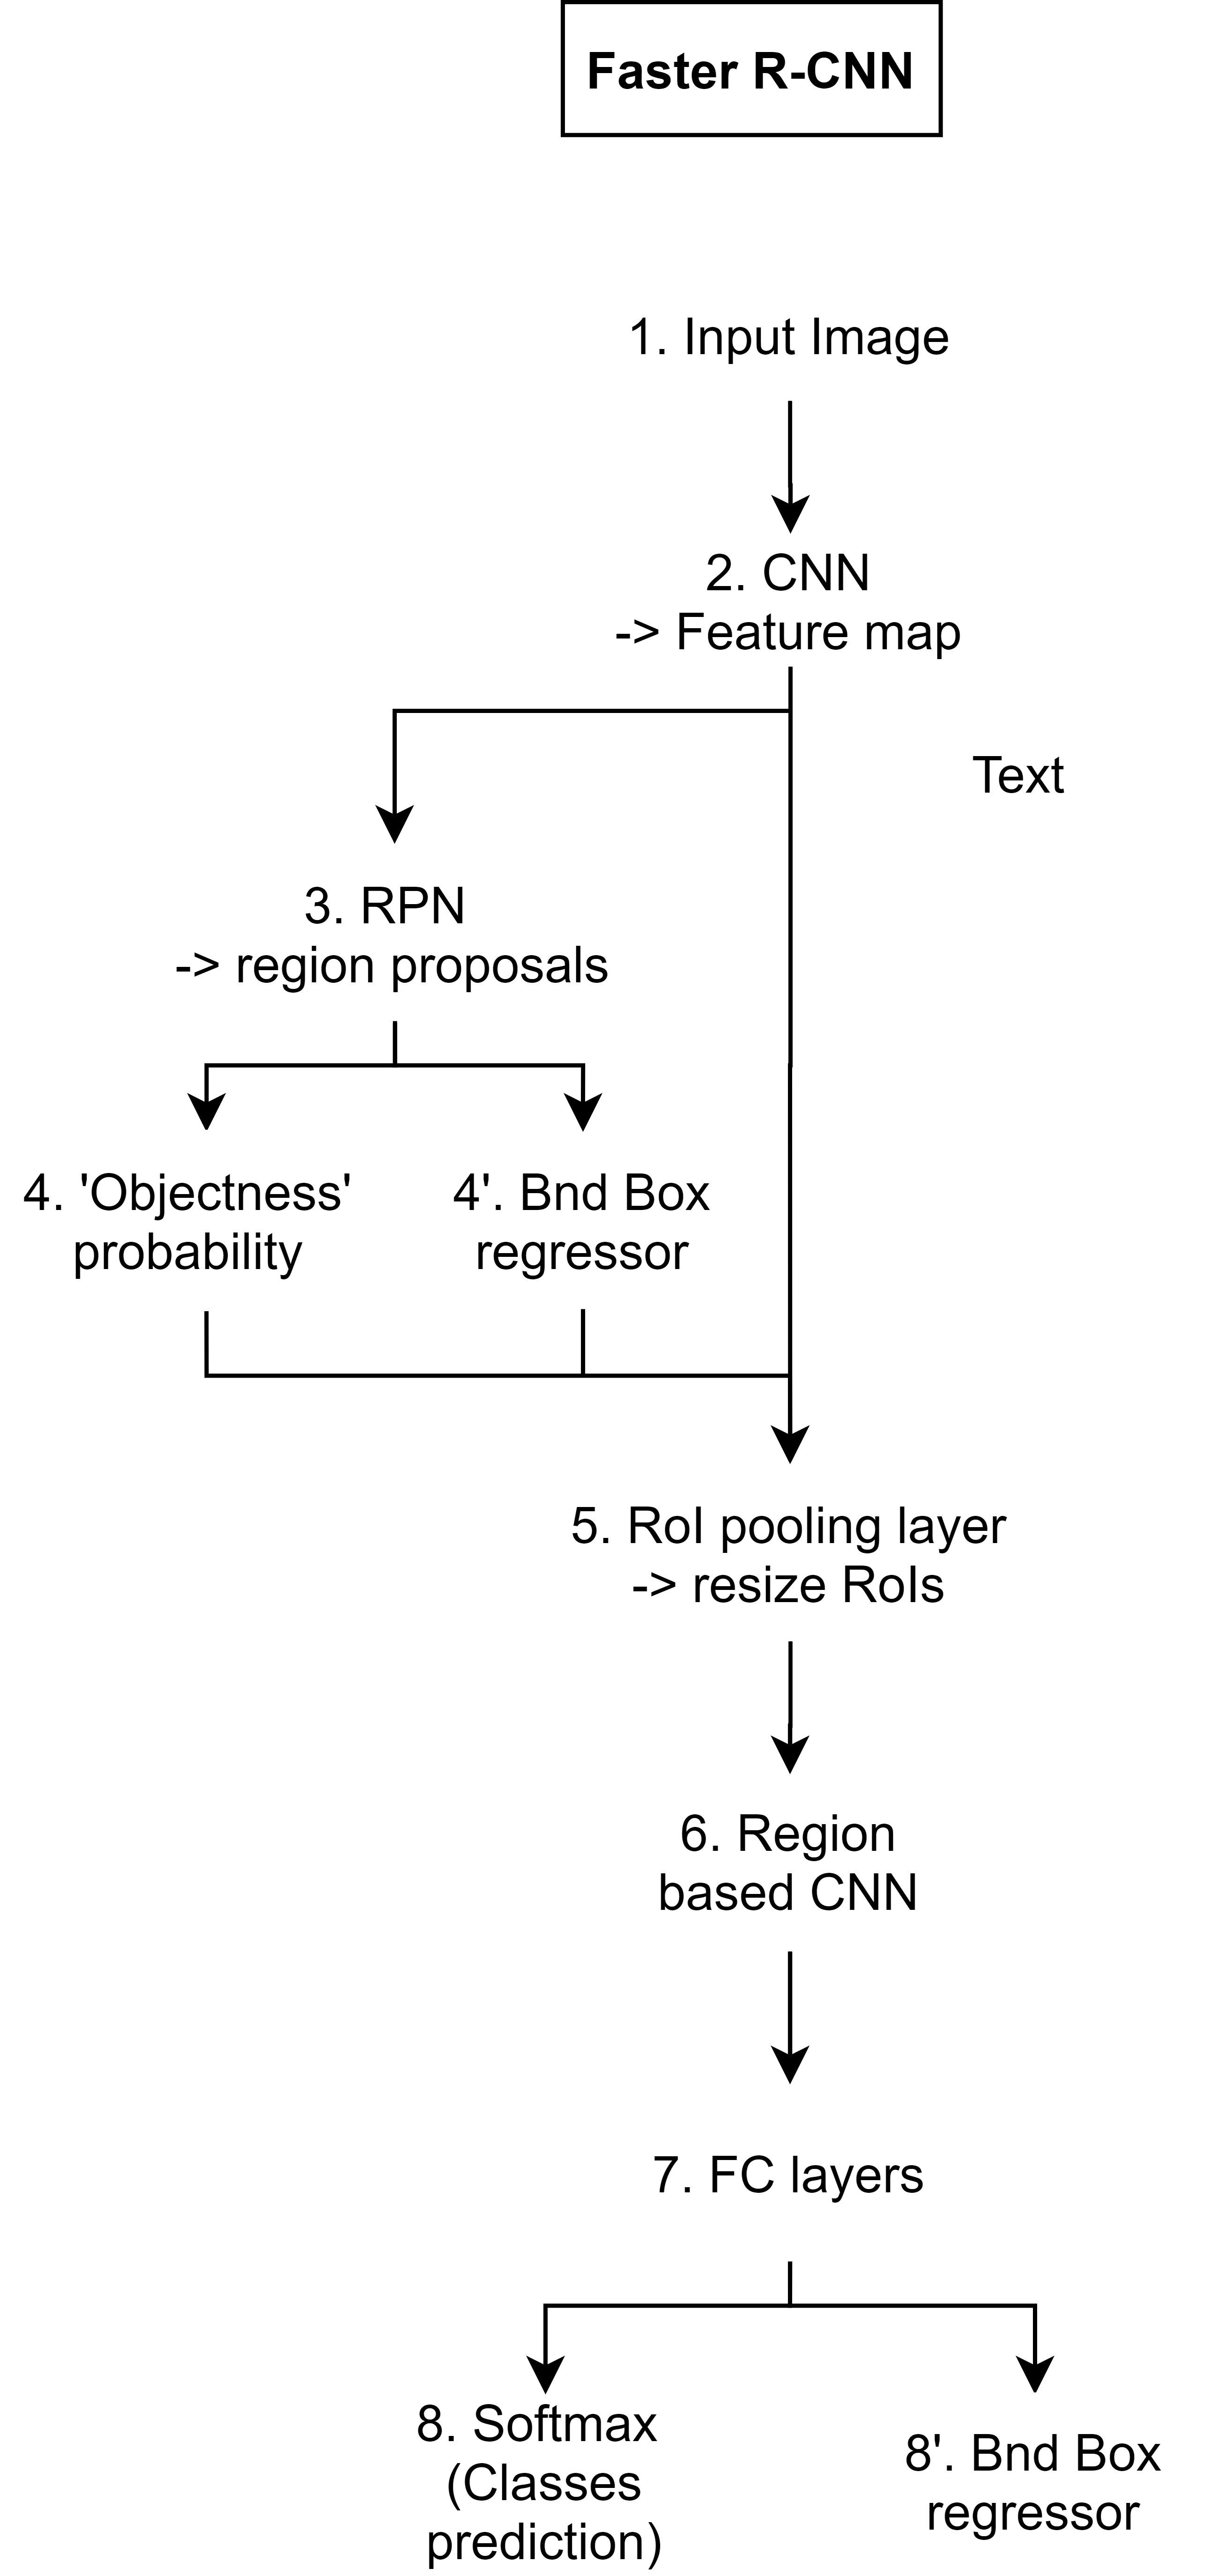 Faster R-CNN
1. Input Image
2. CNN
-> Feature map
Text
3. RPN
-> region proposals
4. 'Objectness'
probability
4'. Bnd Box
regressor
5. RoI pooling layer
-> resize RoIs
6. Region
based CNN
7. FC layers
8. Softmax
(Classes
prediction)
8'. Bnd Box
regressor